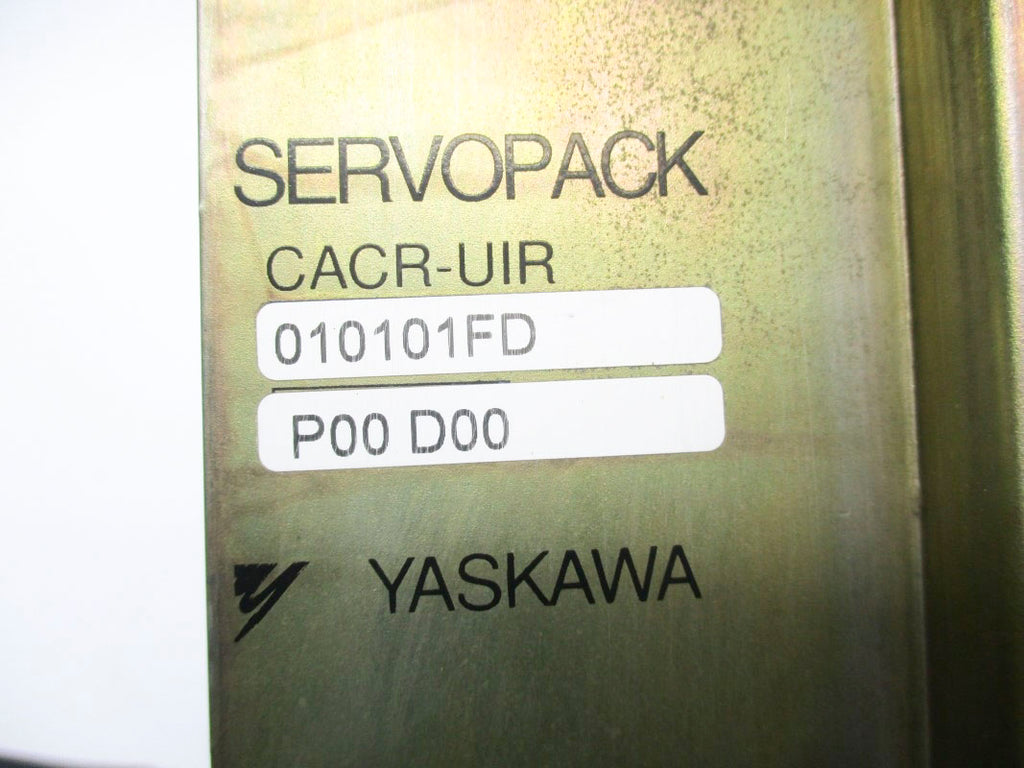 SERVOPACK
CACR-UIR
010101FD
P00 D00
YASKAWA